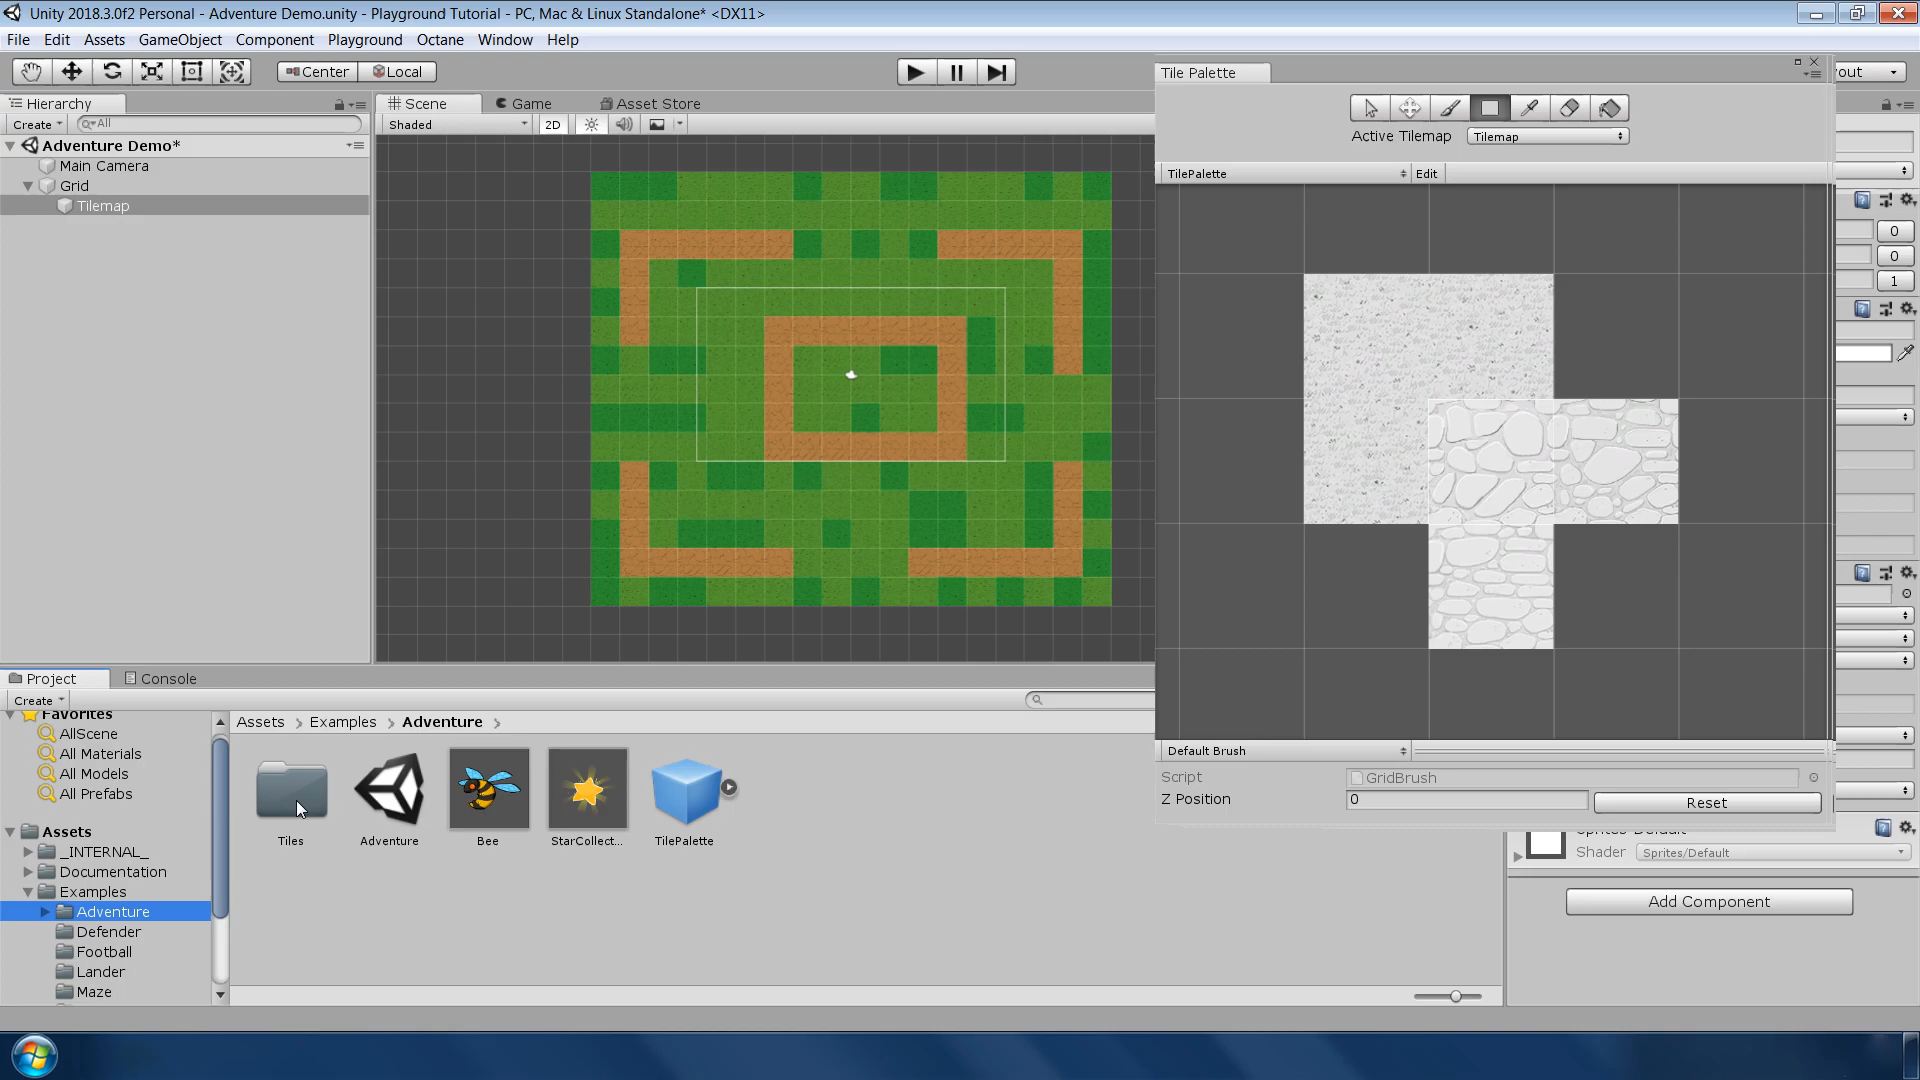 Unity 2018.3.0f2 Personal - Adventure Demo.unity - Playground Tutorial - PC, Mac & Linux Standalone* <DX11>
File Edit Assets GameObject Component Playground Octane Window Help
Center Local
Tile Palette
out
Hierarchy
Scene Game Asset Store
Create All
Shaded 2D
Active Tilemap Tilemap
Adventure Demo*
Main Camera
Grid
Tilemap
TilePalette Edit
0
0
1
Project Console
Create
Favorites
AllScene
All Materials
All Models
All Prefabs
Assets
_INTERNAL_
Documentation
Examples
Adventure
Defender
Football
Lander
Maze
Assets Examples Adventure
Tiles Adventure Bee StarCollect... TilePalette
Default Brush
Script GridBrush
Z Position 0 Reset
Shader Sprites/Default
Add Component